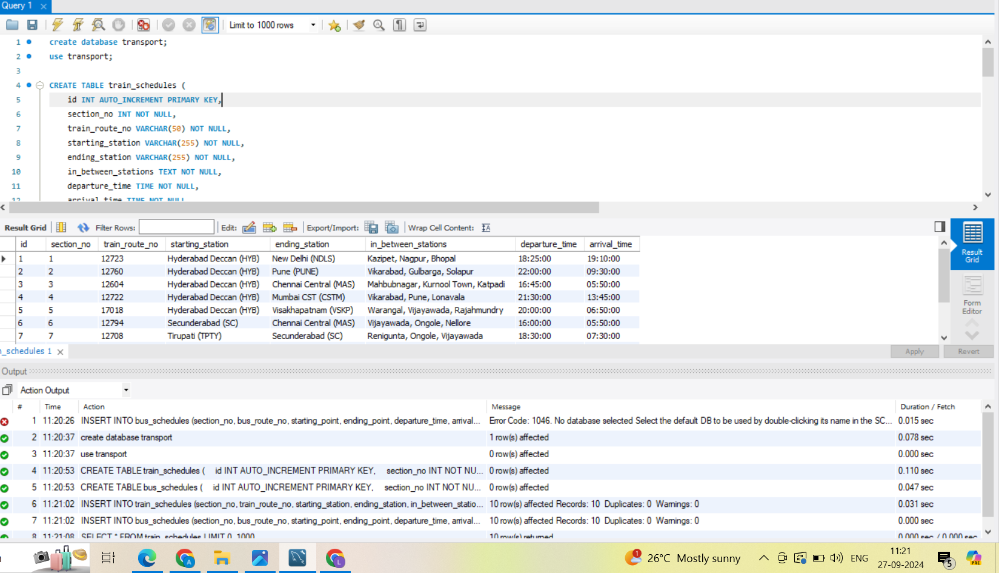 Query 1
Limit to 1000 rows
1 create database transport;
2 use transport;
3
4 CREATE TABLE train_schedules (
5 id INT AUTO_INCREMENT PRIMARY KEY,
6 section_no INT NOT NULL,
7 train_route_no VARCHAR(50) NOT NULL,
8 starting_station VARCHAR(255) NOT NULL,
9 ending_station VARCHAR(255) NOT NULL,
10 in_between_stations TEXT NOT NULL,
11 departure_time TIME NOT NULL,
12 arrival_time TIME NOT NULL
Result Grid Filter Rows: Edit: Export/Import: Wrap Cell Content:
id section_no train_route_no starting_station ending_station in_between_stations departure_time arrival_time
1 1 12723 Hyderabad Deccan (HYB) New Delhi (NDLS) Kazipet, Nagpur, Bhopal 18:25:00 19:10:00
2 2 12760 Hyderabad Deccan (HYB) Pune (PUNE) Vikarabad, Gulbarga, Solapur 22:00:00 09:30:00
3 3 12604 Hyderabad Deccan (HYB) Chennai Central (MAS) Mahbubnagar, Kurnool Town, Katpadi 16:45:00 05:50:00
4 4 12722 Hyderabad Deccan (HYB) Mumbai CST (CSTM) Vikarabad, Pune, Lonavala 21:30:00 13:45:00
5 5 17018 Hyderabad Deccan (HYB) Visakhapatnam (VSKP) Warangal, Vijayawada, Rajahmundry 20:00:00 06:50:00
6 6 12794 Secunderabad (SC) Chennai Central (MAS) Vijayawada, Ongole, Nellore 16:00:00 05:50:00
7 7 12708 Tirupati (TPTY) Secunderabad (SC) Renigunta, Ongole, Vijayawada 18:30:00 07:30:00
Result
Grid
Form
Editor
n_schedules 1
Apply Revert
Output
Action Output
# Time Action Message Duration / Fetch
1 11:20:26 INSERT INTO bus_schedules (section_no, bus_route_no, starting_point, ending_point, departure_time, arrival... Error Code: 1046. No database selected Select the default DB to be used by double-clicking its name in the SC... 0.015 sec
2 11:20:37 create database transport 1 row(s) affected 0.078 sec
3 11:20:37 use transport 0 row(s) affected 0.000 sec
4 11:20:53 CREATE TABLE train_schedules ( id INT AUTO_INCREMENT PRIMARY KEY, section_no INT NOT NU... 0 row(s) affected 0.110 sec
5 11:20:53 CREATE TABLE bus_schedules ( id INT AUTO_INCREMENT PRIMARY KEY, section_no INT NOT NU... 0 row(s) affected 0.047 sec
6 11:21:02 INSERT INTO train_schedules (section_no, train_route_no, starting_station, ending_station, in_between_statio... 10 row(s) affected Records: 10 Duplicates: 0 Warnings: 0 0.031 sec
7 11:21:02 INSERT INTO bus_schedules (section_no, bus_route_no, starting_point, ending_point, departure_time, arrival... 10 row(s) affected Records: 10 Duplicates: 0 Warnings: 0 0.000 sec
8 11:21:08 SELECT * FROM train_schedules LIMIT 0, 1000 10 row(s) returned 0.000 sec / 0.000 sec
A
L
1 26°C Mostly sunny ENG 11:21
27-09-2024
5
PRE